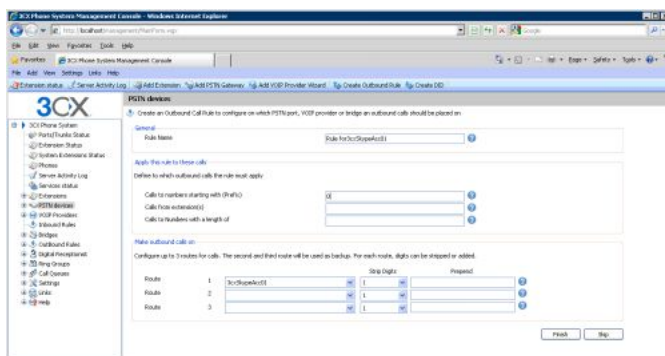 3CX Phone System Management Console - Windows Internet Explorer
http://localhost/management/MainForm.wgx
Google
File Edit View Favorites Tools Help
Favorites 3CX Phone System Management Console
Page Safety Tools
File Add View Settings Links Help
Extension status Server Activity Log Add Extension Add PSTN Gateway Add VOIP Provider Wizard Create Outbound Rule Create DID
3CX
PSTN devices
Create an Outbound Call Rule to configure on which PSTN port, VOIP provider or bridge an outbound calls should be placed on
3CX Phone System
Ports/Trunks Status
Extension Status
System Extensions Status
Phones
Server Activity Log
Services status
Extensions
PSTN devices
VOIP Providers
Inbound Rules
Bridges
Outbound Rules
Digital Receptionist
Ring Groups
Call Queues
Settings
Links
Help
General
Rule Name Rule for3cxSkypeAcc01
Apply this rule to these calls
Define to which outbound calls the rule must apply
Calls to numbers starting with (Prefix) 0
Calls from extension(s)
Calls to Numbers with a length of
Make outbound calls on
Configure up to 3 routes for calls. The second and third route will be used as backup. For each route, digits can be stripped or added.
Strip Digits Prepend
Route 1 3cxSkypeAcc01 1
Route 2 1
Route 3 1
Finish Skip